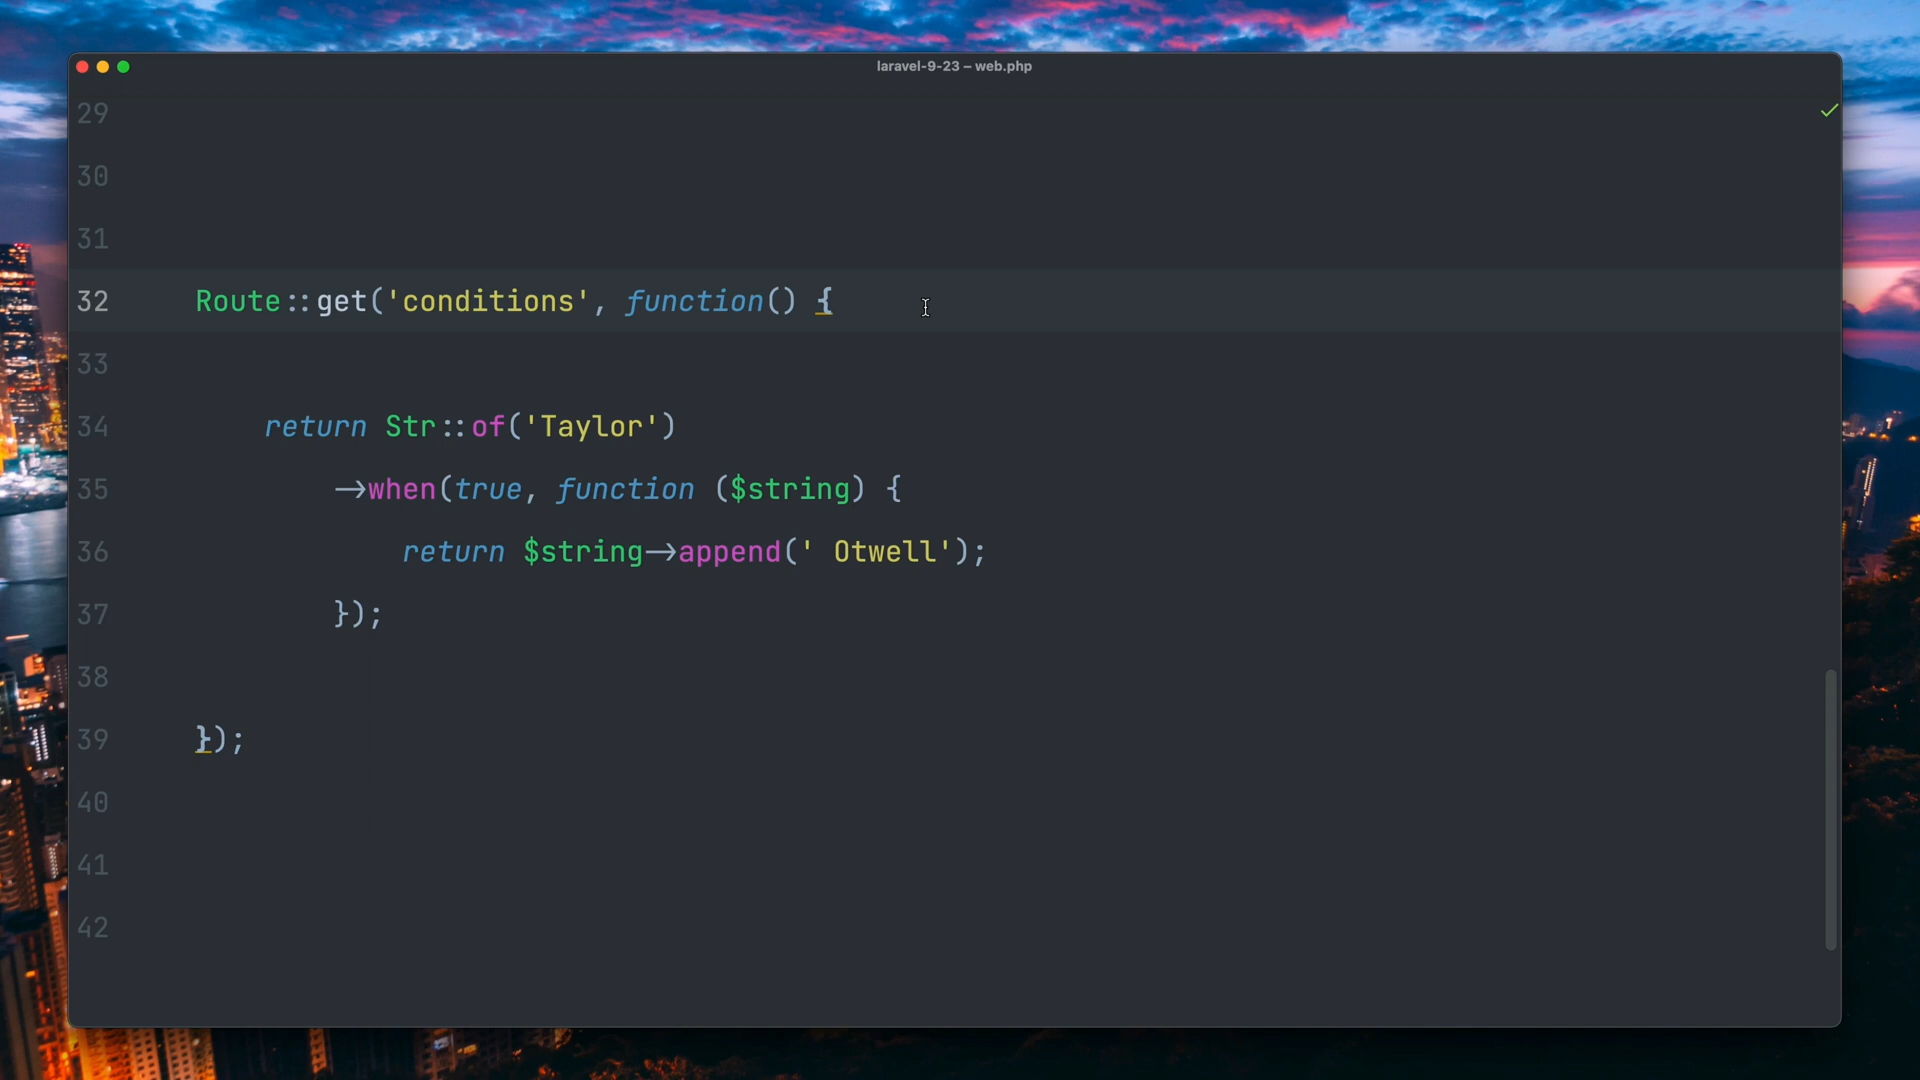 laravel-9-23 – web.php
29
30
31
32 Route::get('conditions', function() {
33
34 return Str::of('Taylor')
35 ->when(true, function ($string) {
36 return $string->append(' Otwell');
37 });
38
39 });
40
41
42